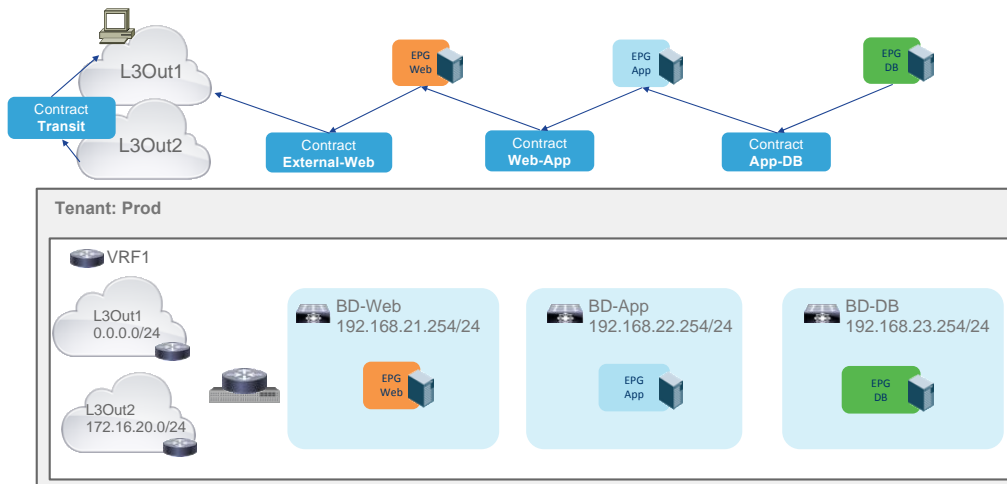 L3Out1
Contract
Transit
L3Out2
EPG
Web
EPG
App
EPG
DB
Contract
External-Web
Contract
Web-App
Contract
App-DB
Tenant: Prod
VRF1
L3Out1
0.0.0.0/24
L3Out2
172.16.20.0/24
BD-Web
192.168.21.254/24
EPG
Web
BD-App
192.168.22.254/24
EPG
App
BD-DB
192.168.23.254/24
EPG
DB